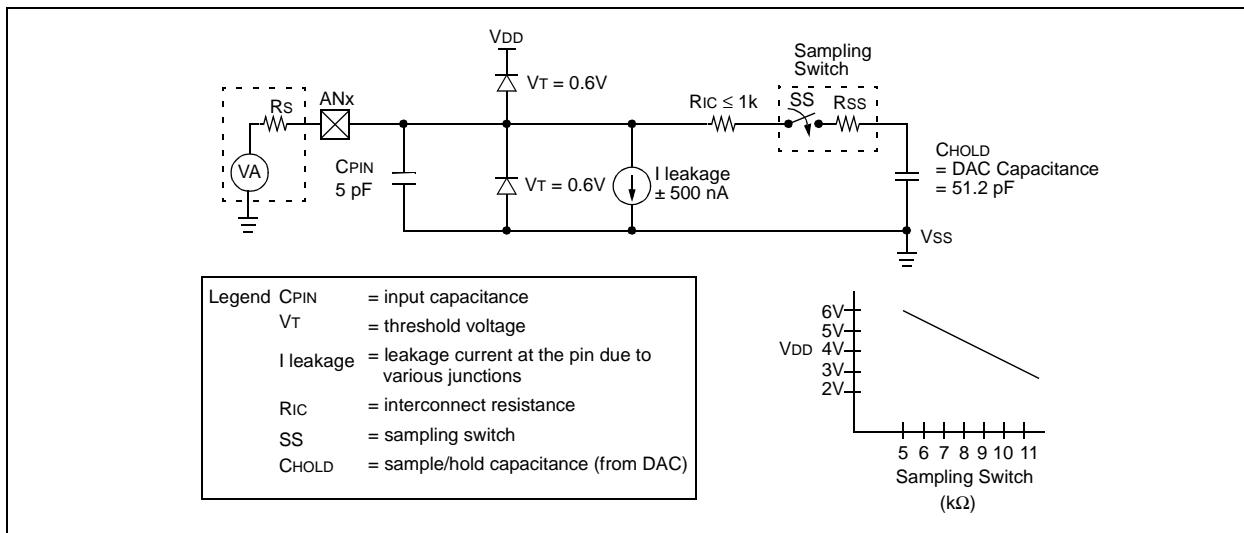 VDD
Sampling
Switch
VT = 0.6V
RS
ANx
RIC ≤ 1k
SS
RSS
VA
CPIN
5 pF
VT = 0.6V
I leakage
± 500 nA
CHOLD
= DAC Capacitance
= 51.2 pF
VSS
Legend CPIN = input capacitance
VT = threshold voltage
I leakage = leakage current at the pin due to
various junctions
RIC = interconnect resistance
SS = sampling switch
CHOLD = sample/hold capacitance (from DAC)
6V
5V
VDD 4V
3V
2V
5 6 7 8 9 10 11
Sampling Switch
(kΩ)